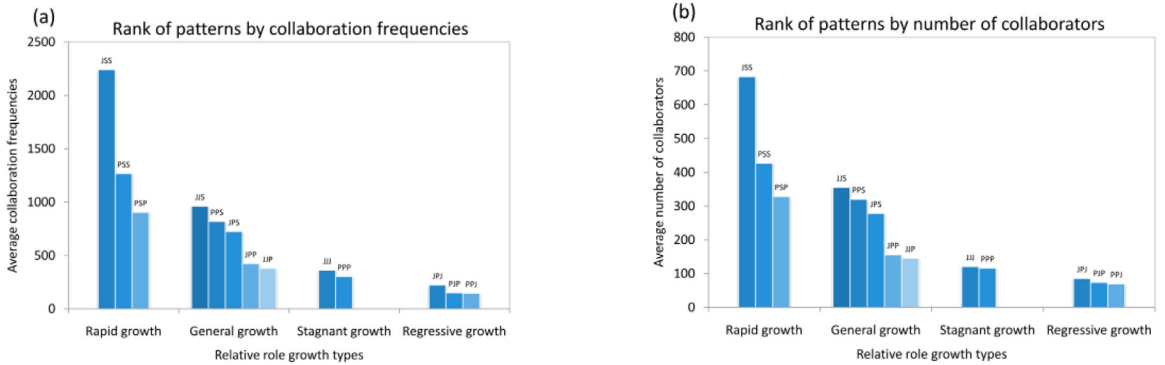 (a)
Rank of patterns by collaboration frequencies
Average collaboration frequencies
2500
2000
1500
1000
500
0
JSS
PSS
PSP
JJS
PPS
JPS
JPP
JJP
JJJ
PPP
JPJ
PJP
PPJ
Rapid growth General growth Stagnant growth Regressive growth
Relative role growth types
(b)
Rank of patterns by number of collaborators
Average number of collaborators
800
700
600
500
400
300
200
100
0
JSS
PSS
PSP
JJS
PPS
JPS
JPP
JJP
JJJ
PPP
JPJ
PJP
PPJ
Rapid growth General growth Stagnant growth Regressive growth
Relative role growth types